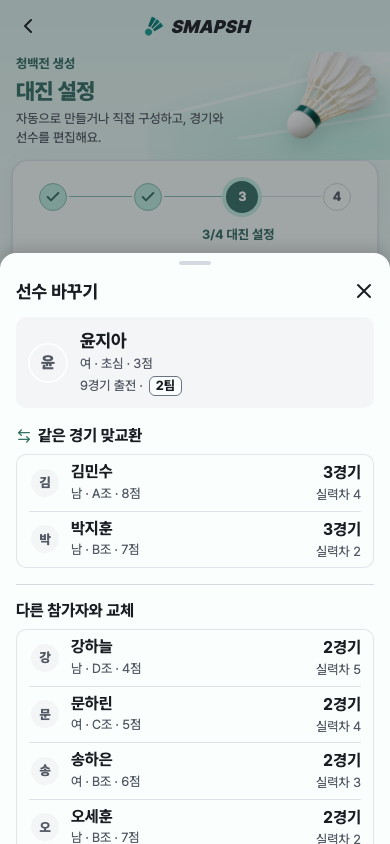 SMAPSH
청백전 생성
대진 설정
자동으로 만들거나 직접 구성하고, 경기와
선수를 편집해요.
3
4
3/4 대진 설정
선수 바꾸기
윤
윤지아
여 · 초심 · 3점
9경기 출전 · 2팀
같은 경기 맞교환
김
김민수
남 · A조 · 8점
3경기
실력차 4
박
박지훈
남 · B조 · 7점
3경기
실력차 2
다른 참가자와 교체
강
강하늘
남 · D조 · 4점
2경기
실력차 5
문
문하린
여 · C조 · 5점
2경기
실력차 4
송
송하은
여 · B조 · 6점
2경기
실력차 3
오
오세훈
남 · B조 · 7점
2경기
실력차 2